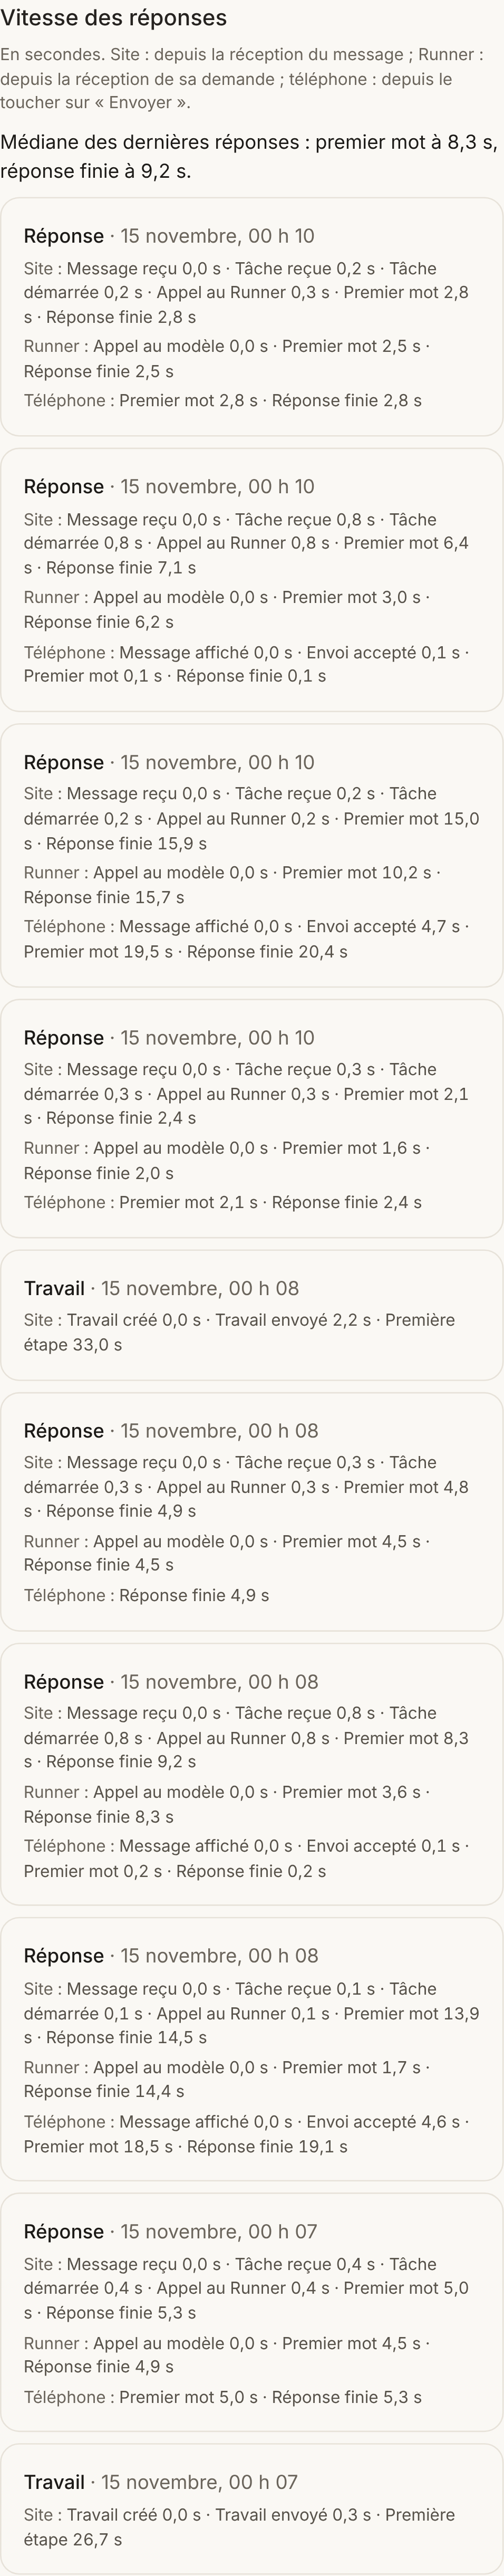 Vitesse des réponses
En secondes. Site : depuis la réception du message ; Runner :
depuis la réception de sa demande ; téléphone : depuis le
toucher sur « Envoyer ».
Médiane des dernières réponses : premier mot à 8,3 s,
réponse finie à 9,2 s.
Réponse · 15 novembre, 00 h 10
Site : Message reçu 0,0 s · Tâche reçue 0,2 s · Tâche
démarrée 0,2 s · Appel au Runner 0,3 s · Premier mot 2,8
s · Réponse finie 2,8 s
Runner : Appel au modèle 0,0 s · Premier mot 2,5 s ·
Réponse finie 2,5 s
Téléphone : Premier mot 2,8 s · Réponse finie 2,8 s
Réponse · 15 novembre, 00 h 10
Site : Message reçu 0,0 s · Tâche reçue 0,8 s · Tâche
démarrée 0,8 s · Appel au Runner 0,8 s · Premier mot 6,4
s · Réponse finie 7,1 s
Runner : Appel au modèle 0,0 s · Premier mot 3,0 s ·
Réponse finie 6,2 s
Téléphone : Message affiché 0,0 s · Envoi accepté 0,1 s ·
Premier mot 0,1 s · Réponse finie 0,1 s
Réponse · 15 novembre, 00 h 10
Site : Message reçu 0,0 s · Tâche reçue 0,2 s · Tâche
démarrée 0,2 s · Appel au Runner 0,2 s · Premier mot 15,0
s · Réponse finie 15,9 s
Runner : Appel au modèle 0,0 s · Premier mot 10,2 s ·
Réponse finie 15,7 s
Téléphone : Message affiché 0,0 s · Envoi accepté 4,7 s ·
Premier mot 19,5 s · Réponse finie 20,4 s
Réponse · 15 novembre, 00 h 10
Site : Message reçu 0,0 s · Tâche reçue 0,3 s · Tâche
démarrée 0,3 s · Appel au Runner 0,3 s · Premier mot 2,1
s · Réponse finie 2,4 s
Runner : Appel au modèle 0,0 s · Premier mot 1,6 s ·
Réponse finie 2,0 s
Téléphone : Premier mot 2,1 s · Réponse finie 2,4 s
Travail · 15 novembre, 00 h 08
Site : Travail créé 0,0 s · Travail envoyé 2,2 s · Première
étape 33,0 s
Réponse · 15 novembre, 00 h 08
Site : Message reçu 0,0 s · Tâche reçue 0,3 s · Tâche
démarrée 0,3 s · Appel au Runner 0,3 s · Premier mot 4,8
s · Réponse finie 4,9 s
Runner : Appel au modèle 0,0 s · Premier mot 4,5 s ·
Réponse finie 4,5 s
Téléphone : Réponse finie 4,9 s
Réponse · 15 novembre, 00 h 08
Site : Message reçu 0,0 s · Tâche reçue 0,8 s · Tâche
démarrée 0,8 s · Appel au Runner 0,8 s · Premier mot 8,3
s · Réponse finie 9,2 s
Runner : Appel au modèle 0,0 s · Premier mot 3,6 s ·
Réponse finie 8,3 s
Téléphone : Message affiché 0,0 s · Envoi accepté 0,1 s ·
Premier mot 0,2 s · Réponse finie 0,2 s
Réponse · 15 novembre, 00 h 08
Site : Message reçu 0,0 s · Tâche reçue 0,1 s · Tâche
démarrée 0,1 s · Appel au Runner 0,1 s · Premier mot 13,9
s · Réponse finie 14,5 s
Runner : Appel au modèle 0,0 s · Premier mot 1,7 s ·
Réponse finie 14,4 s
Téléphone : Message affiché 0,0 s · Envoi accepté 4,6 s ·
Premier mot 18,5 s · Réponse finie 19,1 s
Réponse · 15 novembre, 00 h 07
Site : Message reçu 0,0 s · Tâche reçue 0,4 s · Tâche
démarrée 0,4 s · Appel au Runner 0,4 s · Premier mot 5,0
s · Réponse finie 5,3 s
Runner : Appel au modèle 0,0 s · Premier mot 4,5 s ·
Réponse finie 4,9 s
Téléphone : Premier mot 5,0 s · Réponse finie 5,3 s
Travail · 15 novembre, 00 h 07
Site : Travail créé 0,0 s · Travail envoyé 0,3 s · Première
étape 26,7 s